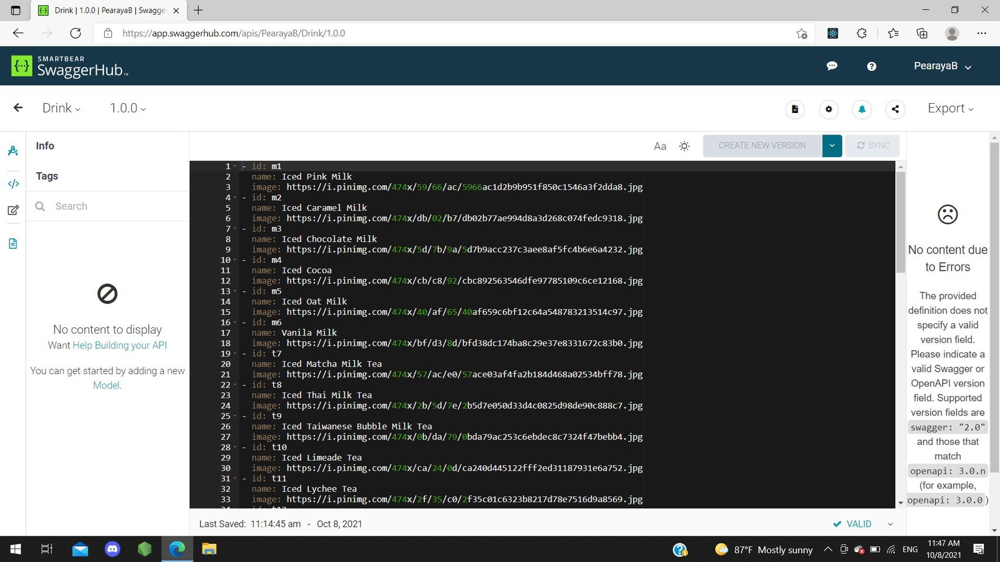 Drink | 1.0.0 | PearayaB | Swagge
https://app.swaggerhub.com/apis/PearayaB/Drink/1.0.0
SMARTBEAR
SwaggerHub™
PearayaB
Drink
1.0.0
Export
Info
Tags
Search
No content to display
Want Help Building your API
You can get started by adding a new
Model.
Aa
CREATE NEW VERSION
SYNC
1 - id: m1
2 name: Iced Pink Milk
3 image: https://i.pinimg.com/474x/59/66/ac/5966ac1d2b9b951f850c1546a3f2dda8.jpg
4 - id: m2
5 name: Iced Caramel Milk
6 image: https://i.pinimg.com/474x/db/02/b7/db02b77ae994d8a3d268c074fedc9318.jpg
7 - id: m3
8 name: Iced Chocolate Milk
9 image: https://i.pinimg.com/474x/5d/7b/9a/5d7b9acc237c3aee8af5fc4b6e6a4232.jpg
10 - id: m4
11 name: Iced Cocoa
12 image: https://i.pinimg.com/474x/cb/c8/92/cbc892563546dfe97785109c6ce12168.jpg
13 - id: m5
14 name: Iced Oat Milk
15 image: https://i.pinimg.com/474x/40/af/65/40af659c6bf12c64a548783213514c97.jpg
16 - id: m6
17 name: Vanila Milk
18 image: https://i.pinimg.com/474x/bf/d3/8d/bfd38dc174ba8c29e37e8331672c83b0.jpg
19 - id: t7
20 name: Iced Matcha Milk Tea
21 image: https://i.pinimg.com/474x/57/ac/e0/57ace03af4fa2b184d468a02534bff78.jpg
22 - id: t8
23 name: Iced Thai Milk Tea
24 image: https://i.pinimg.com/474x/2b/5d/7e/2b5d7e050d33d4c0825d98de90c888c7.jpg
25 - id: t9
26 name: Iced Taiwanese Bubble Milk Tea
27 image: https://i.pinimg.com/474x/0b/da/79/0bda79ac253c6ebdec8c7324f47bebb4.jpg
28 - id: t10
29 name: Iced Limeade Tea
30 image: https://i.pinimg.com/474x/ca/24/0d/ca240d445122fff2ed31187931e6a752.jpg
31 - id: t11
32 name: Iced Lychee Tea
33 image: https://i.pinimg.com/474x/2f/35/c0/2f35c01c6323b8217d78e7516d9a8569.jpg
No content due
to Errors
The provided
definition does not
specify a valid
version field.
Please indicate a
valid Swagger or
OpenAPI version
field. Supported
version fields are
swagger: "2.0"
and those that
match
openapi: 3.0.n
(for example,
openapi: 3.0.0 )
Last Saved: 11:14:45 am - Oct 8, 2021
VALID
87°F Mostly sunny
ENG
11:47 AM
10/8/2021